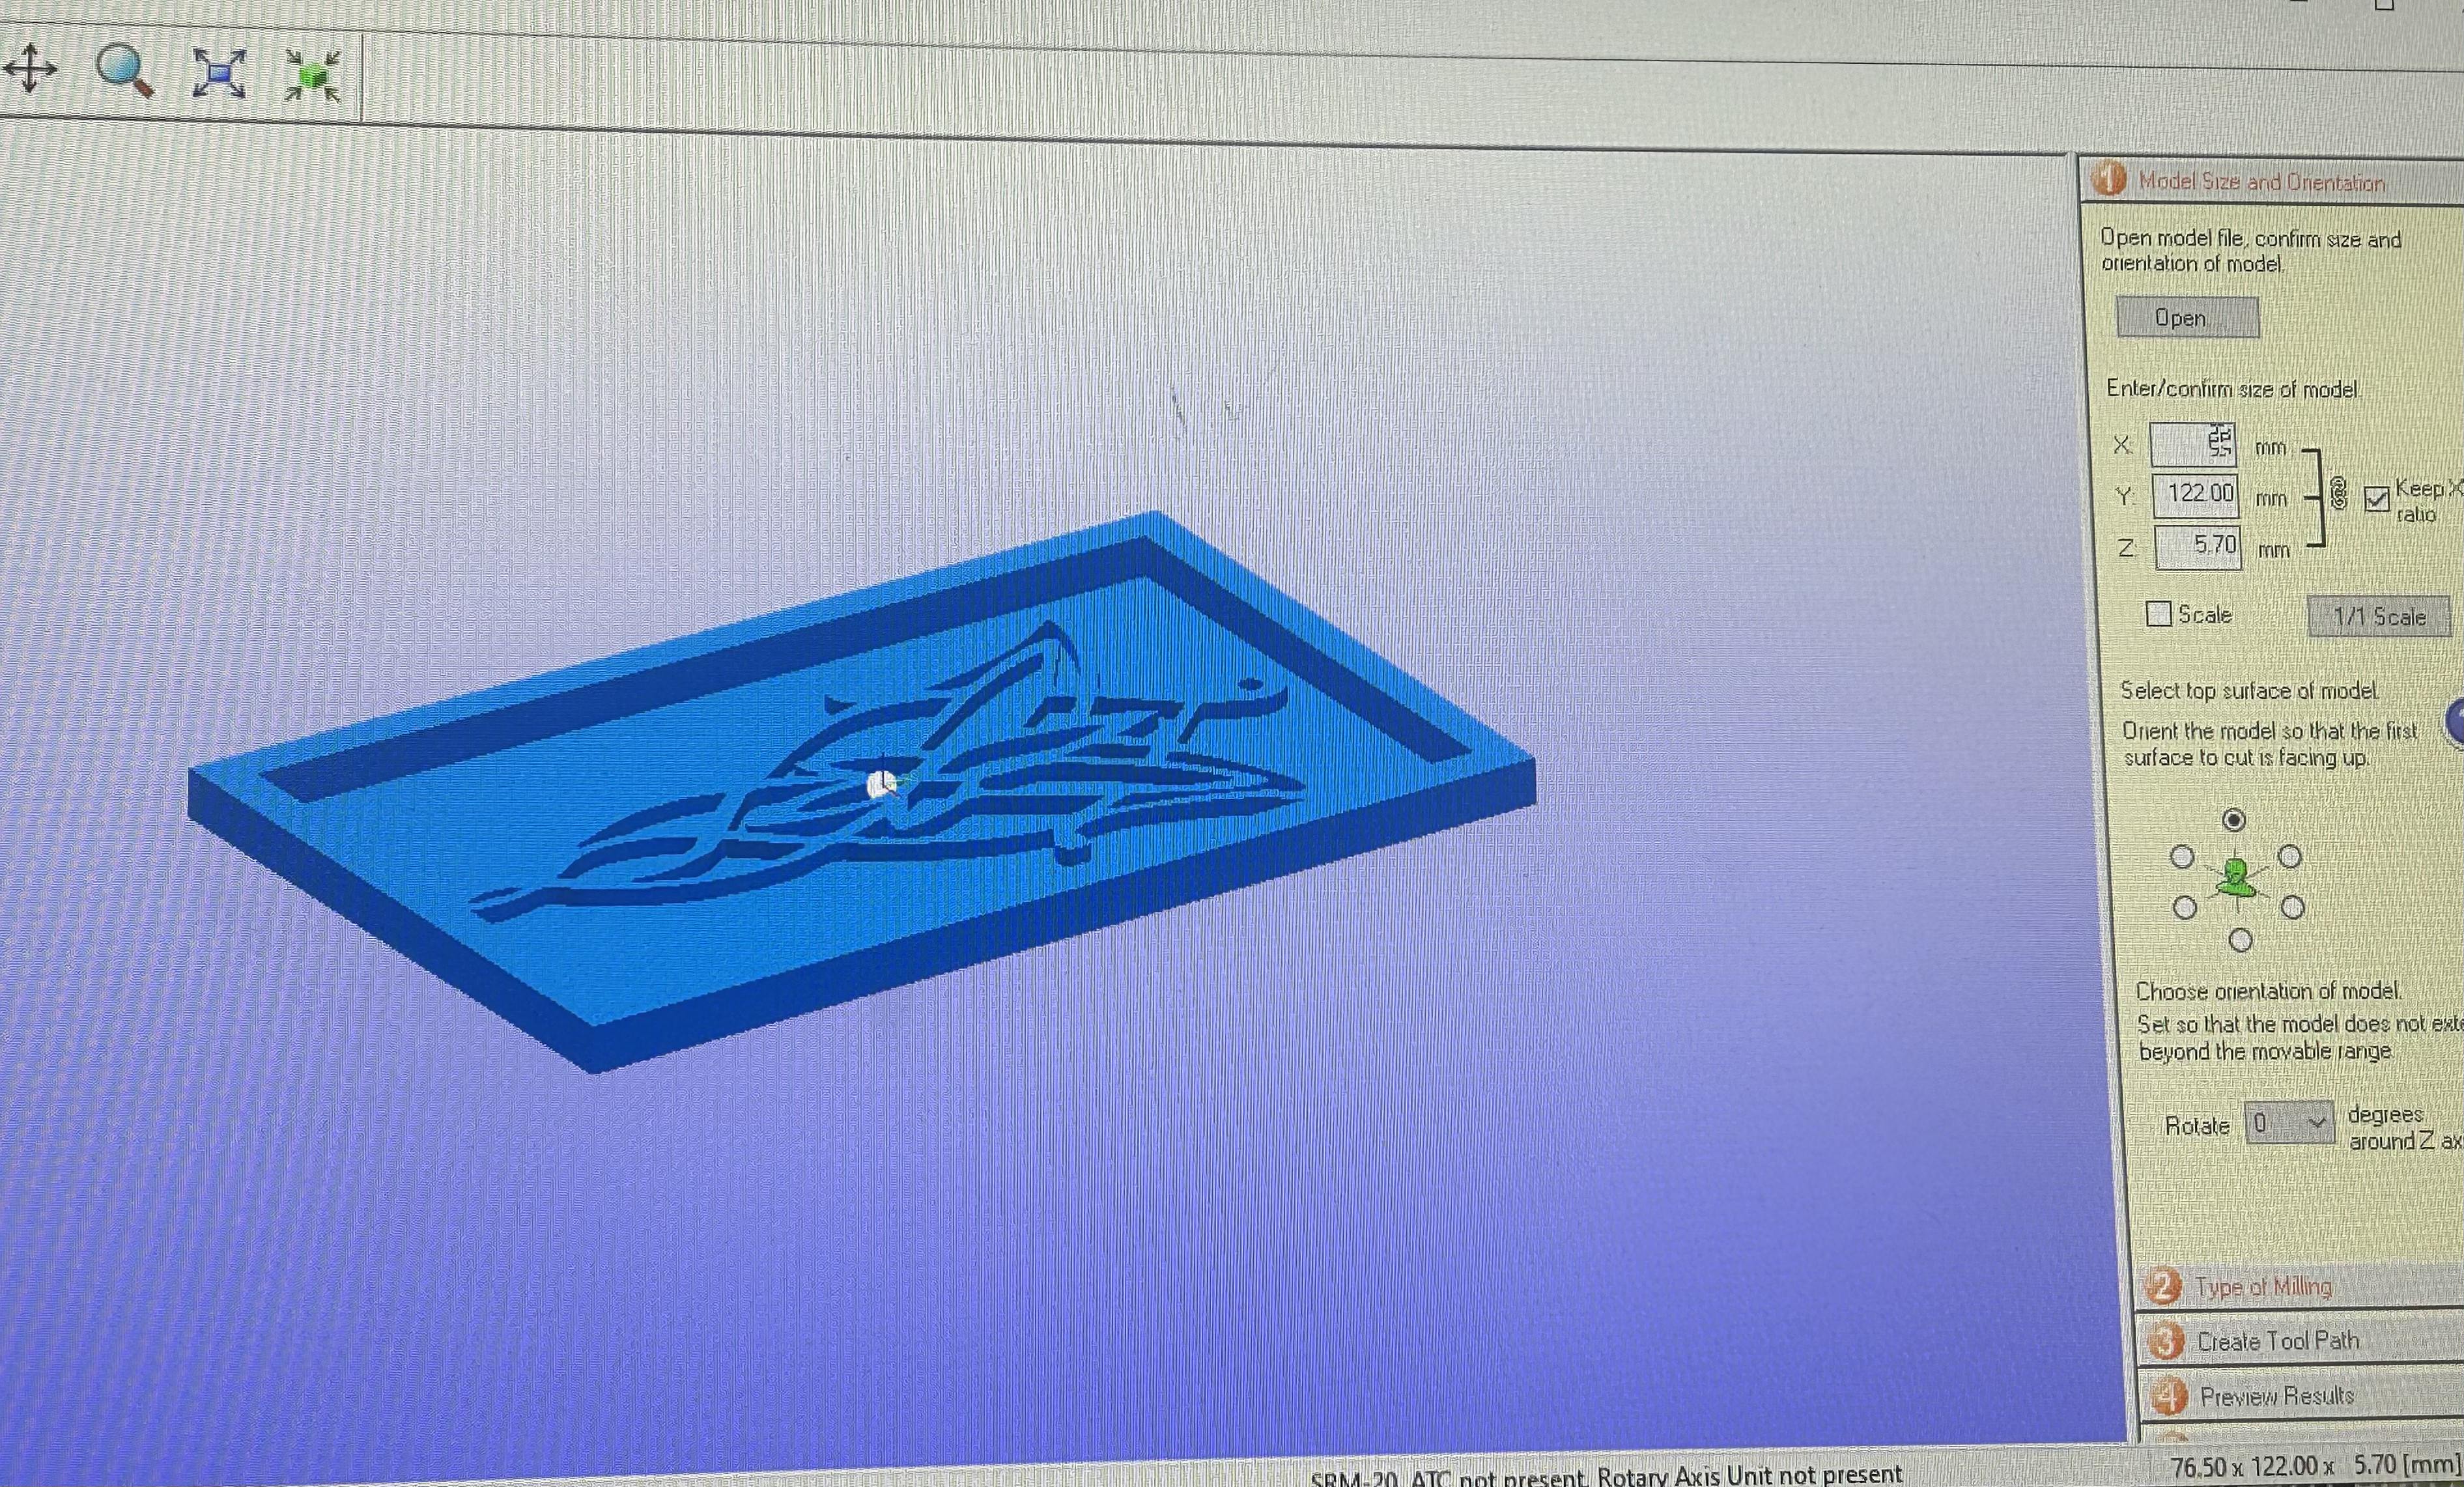 1 Model Size and Orientation
Open model file, confirm size and
orientation of model.
Open
Enter/confirm size of model.
X: mm
Y: 122.00 mm
Z: 5.70 mm
Keep
ratio
Scale
1/1 Scale
Select top surface of model.
Orient the model so that the first
surface to cut is facing up.
Choose orientation of model.
Set so that the model does not
beyond the movable range.
Rotate 0 degrees
around Z
2 Type of Milling
3 Create Tool Path
4 Preview Results
SRM-20, ATC not present, Rotary Axis Unit not present
76.50 x 122.00 x 5.70 [mm]